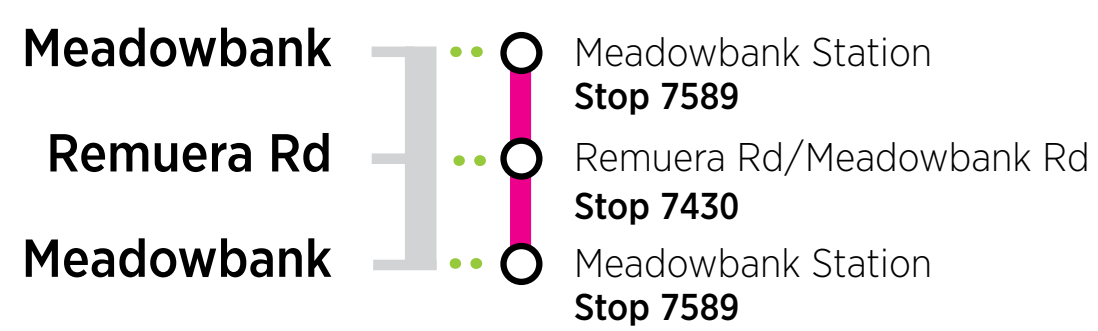 Meadowbank
Meadowbank Station
Stop 7589
Remuera Rd
Remuera Rd/Meadowbank Rd
Stop 7430
Meadowbank
Meadowbank Station
Stop 7589